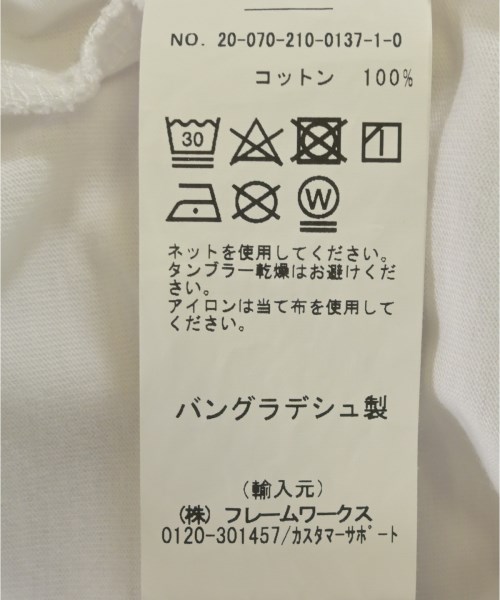 NO. 20-070-210-0137-1-0
コットン 100%
30
W
ネットを使用してください。
タンブラー乾燥はお避けくだ
さい。
アイロンは当て布を使用して
ください。
バングラデシュ製
(輸入元)
(株) フレームワークス
0120-301457/カスタマーサポート